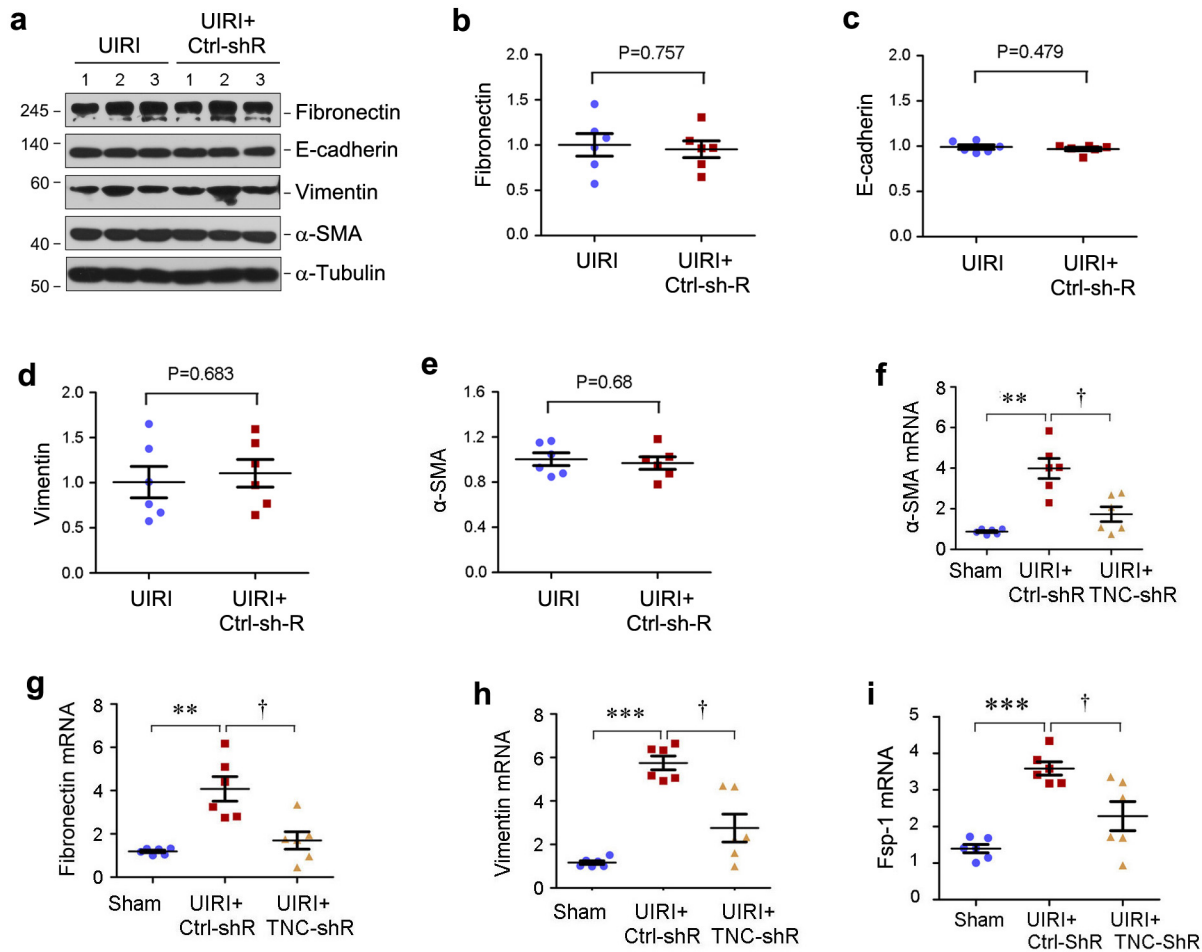 a
UIRI
UIRI+
Ctrl-shR
1 2 3 1 2 3
245
Fibronectin
140
E-cadherin
60
Vimentin
40
α-SMA
50
α-Tubulin
b
P=0.757
Fibronectin
2.0
1.5
1.0
0.5
0.0
UIRI
UIRI+
Ctrl-sh-R
c
P=0.479
E-cadherin
2.0
1.5
1.0
0.5
0.0
UIRI
UIRI+
Ctrl-sh-R
d
P=0.683
Vimentin
2.0
1.5
1.0
0.5
0.0
UIRI
UIRI+
Ctrl-sh-R
e
P=0.68
α-SMA
1.6
1.2
0.8
0.4
0.0
UIRI
UIRI+
Ctrl-sh-R
f
** †
α-SMA mRNA
8
6
4
2
0
Sham
UIRI+
Ctrl-shR
UIRI+
TNC-shR
g
** †
Fibronectin mRNA
8
6
4
2
0
Sham
UIRI+
Ctrl-shR
UIRI+
TNC-shR
h
*** †
Vimentin mRNA
8
6
4
2
0
Sham
UIRI+
Ctrl-shR
UIRI+
TNC-shR
i
*** †
Fsp-1 mRNA
5
4
3
2
1
0
Sham
UIRI+
Ctrl-ShR
UIRI+
TNC-ShR